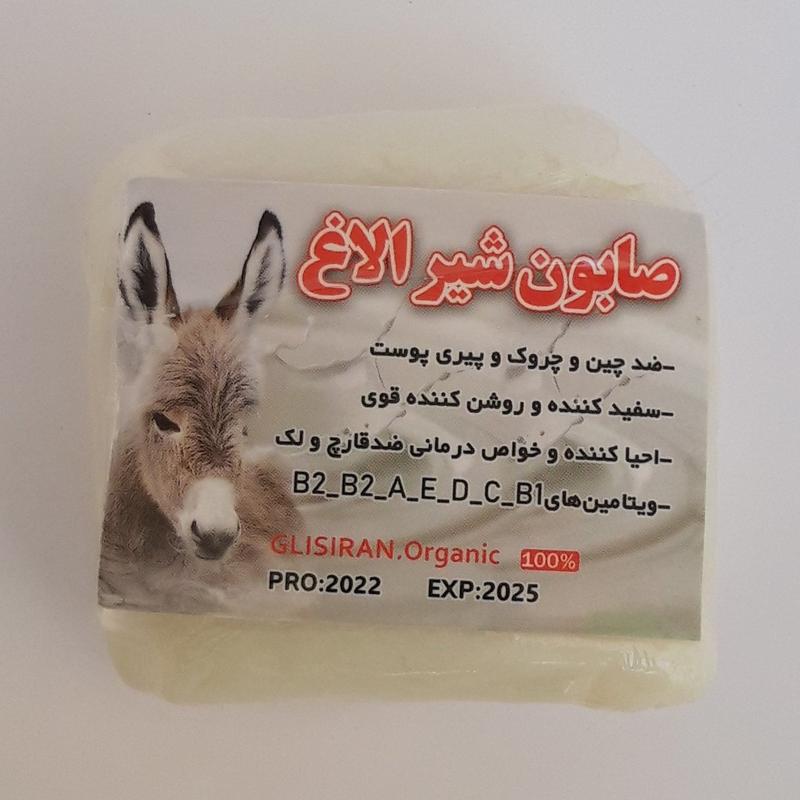 صابون شیر الاغ
-ضد چین و چروک و پیری پوست
-سفید کننده و روشن کننده قوی
-احیا کننده و خواص درمانی ضدقارچ و لک
-ویتامین‌های B2_B2_A_E_D_C_B1
GLISIRAN.Organic 100%
PRO:2022 EXP:2025